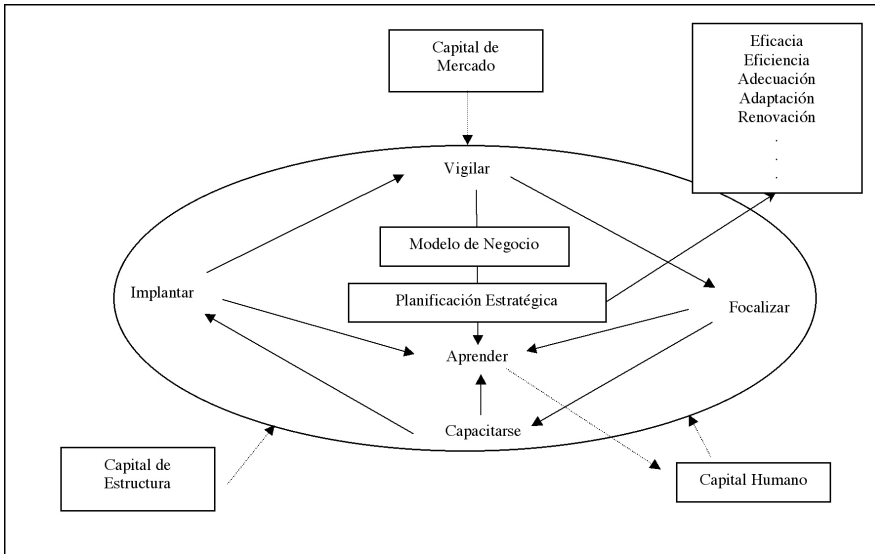 Capital de
Mercado
Eficacia
Eficiencia
Adecuación
Adaptación
Renovación
.
.
.
Vigilar
Modelo de Negocio
Implantar
Planificación Estratégica
Focalizar
Aprender
Capacitarse
Capital de
Estructura
Capital Humano